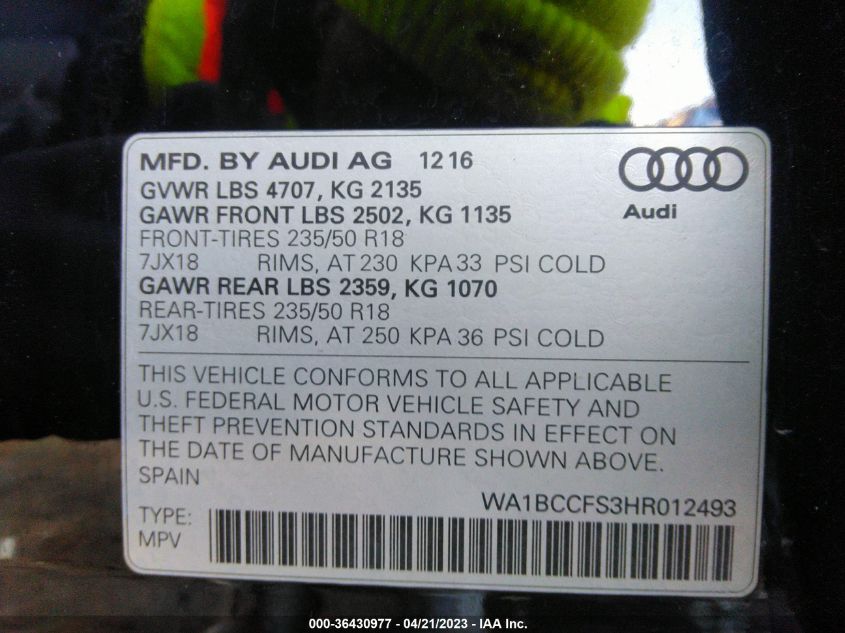 MFD. BY AUDI AG 12 16
GVWR LBS 4707, KG 2135
GAWR FRONT LBS 2502, KG 1135
FRONT-TIRES 235/50 R18
7JX18 RIMS, AT 230 KPA 33 PSI COLD
GAWR REAR LBS 2359, KG 1070
REAR-TIRES 235/50 R18
7JX18 RIMS, AT 250 KPA 36 PSI COLD
Audi
THIS VEHICLE CONFORMS TO ALL APPLICABLE
U.S. FEDERAL MOTOR VEHICLE SAFETY AND
THEFT PREVENTION STANDARDS IN EFFECT ON
THE DATE OF MANUFACTURE SHOWN ABOVE.
SPAIN
WA1BCCFS3HR012493
TYPE:
MPV
000-36430977 - 04/21/2023 - IAA Inc.